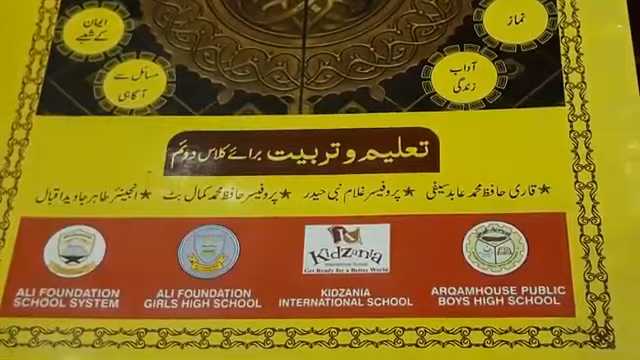 ایمان کے شعبے
نماز
مسائل سے آگاہی
آداب زندگی
تعلیم و تربیت برائے کلاس دوئم
★ قاری حافظ محمد عابد سیفی ★ پروفیسر غلام نبی حیدر ★ پروفیسر حافظ محمد کمال بٹ ★ انجینئر طاہر جاوید اقبال
Kidzania
International School
Get Ready for a Better World
ALI FOUNDATION
SCHOOL SYSTEM
ALI FOUNDATION
GIRLS HIGH SCHOOL
KIDZANIA
INTERNATIONAL SCHOOL
ARQAMHOUSE PUBLIC
BOYS HIGH SCHOOL